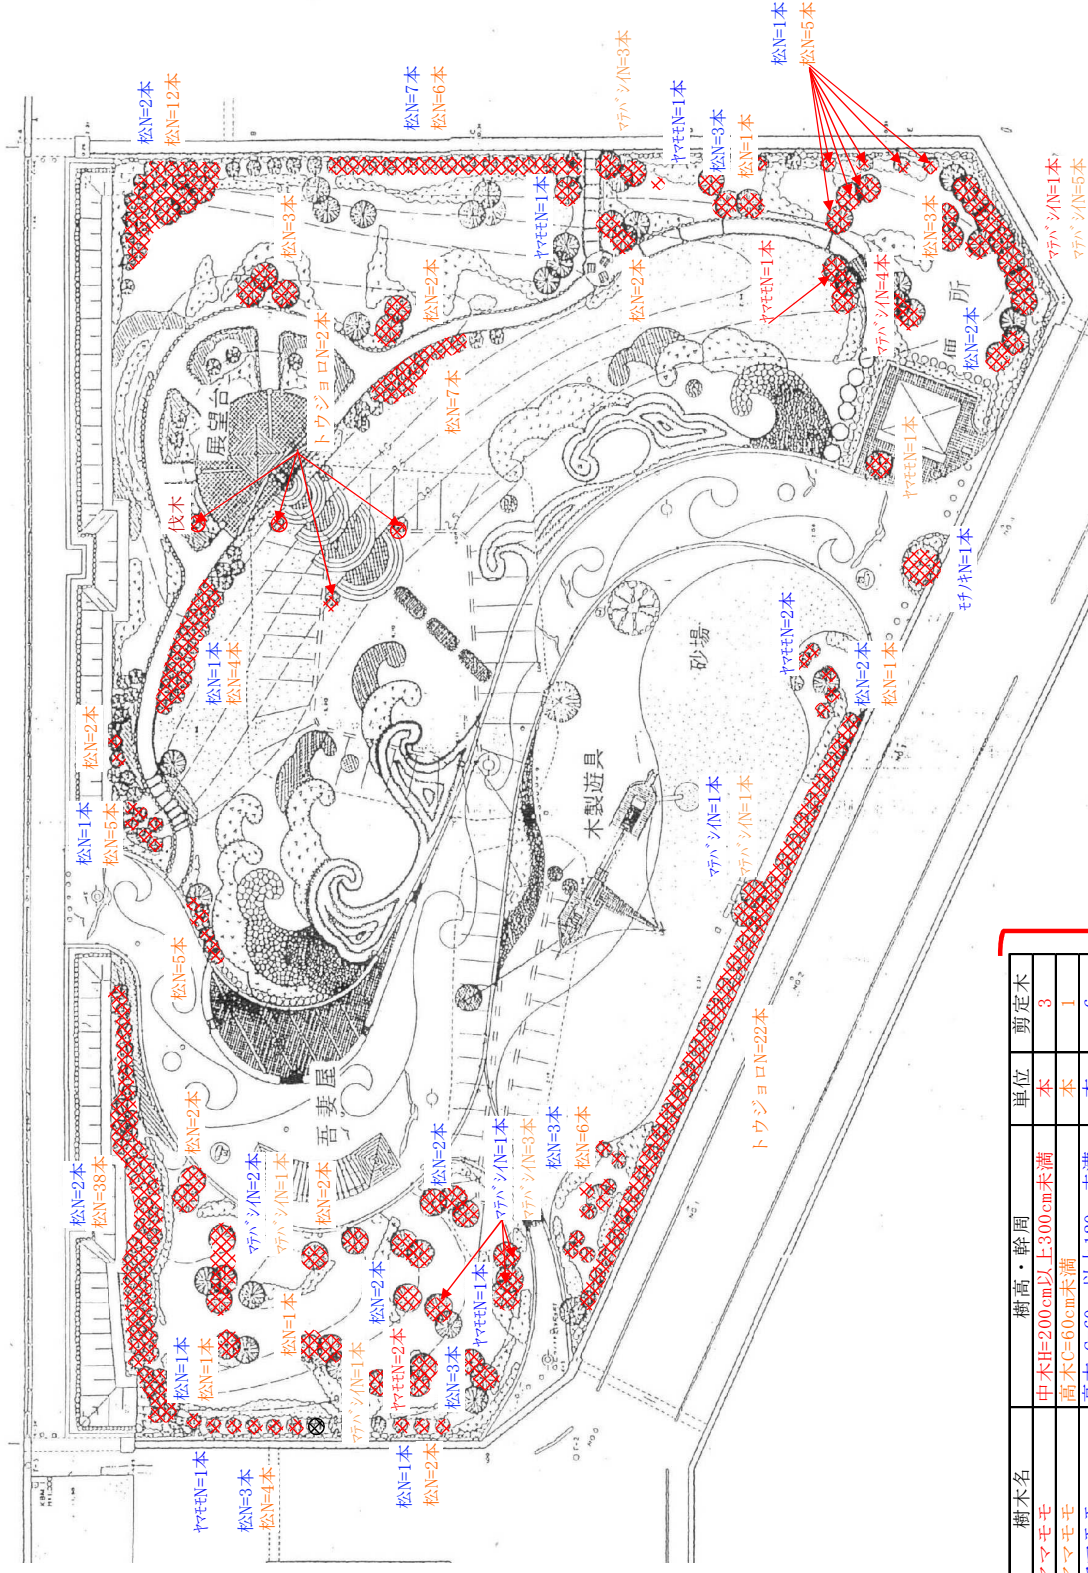 松N=2本
松N=12本
松N=7本
松N=6本
マテバシイN=3本
ヤマモモN=1本
松N=3本
松N=1本
松N=1本
松N=5本
松N=3本
松N=2本
ヤマモモN=1本
松N=2本
ヤマモモN=1本
マテバシイN=4本
松N=3本
松N=2本
マテバシイN=1本
マテバシイN=5本
便所
展望台
トウジョロN=2本
伐木
松N=7本
ヤマモモN=1本
モチノキN=1本
松N=1本
松N=4本
松N=2本
松N=1本
松N=5本
松N=5本
砂場
木製遊具
ヤマモモN=2本
松N=2本
松N=1本
マテバシイN=1本
マテバシイN=1本
トウジョロN=22本
吾妻屋
松N=2本
松N=38本
松N=2本
マテバシイN=2本
マテバシイN=1本
松N=2本
松N=2本
マテバシイN=1本
マテバシイN=3本
松N=3本
松N=6本
松N=1本
松N=1本
松N=1本
松N=2本
ヤマモモN=1本
マテバシイN=1本
ヤマモモN=2本
松N=3本
ヤマモモN=1本
松N=3本
松N=4本
松N=1本
松N=2本
樹木名 樹高・幹周 単位 剪定木
ヤマモモ 中木H=200cm以上300cm未満 本 3
ヤマモモ 高木C=60cm未満 本 1